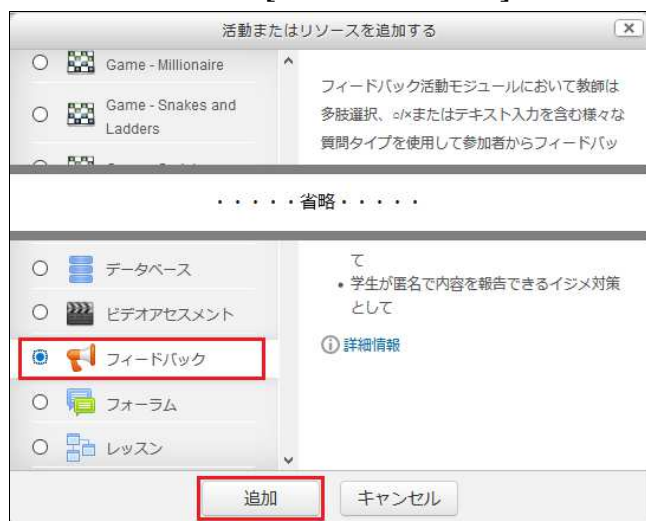 活動またはリソースを追加する
Game - Millionaire
Game - Snakes and
Ladders
フィードバック活動モジュールにおいて教師は
多肢選択、○/×またはテキスト入力を含む様々な
質問タイプを使用して参加者からフィードバッ
・・・・・省略・・・・・
データベース
ビデオアセスメント
フィードバック
フォーラム
レッスン
て
• 学生が匿名で内容を報告できるイジメ対策
として
詳細情報
追加
キャンセル